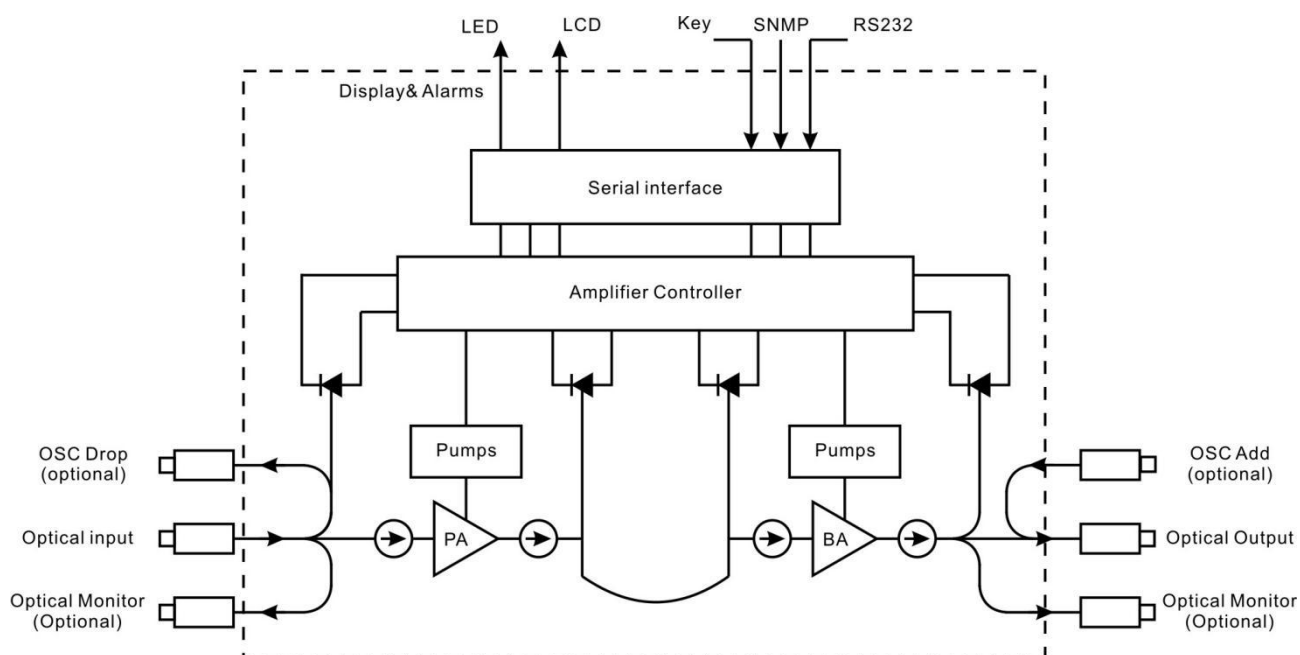 LED
LCD
Key
SNMP
RS232
Display& Alarms
Serial interface
Amplifier Controller
Pumps
Pumps
OSC Drop
(optional)
OSC Add
(optional)
Optical input
PA
BA
Optical Output
Optical Monitor
(Optional)
Optical Monitor
(Optional)